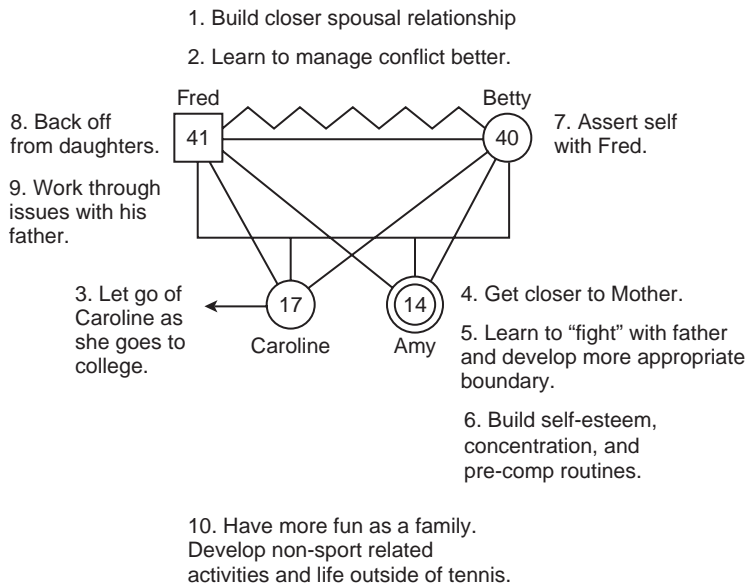 1. Build closer spousal relationship
2. Learn to manage conflict better.
Fred
Betty
41
40
8. Back off
from daughters.
9. Work through
issues with his
father.
7. Assert self
with Fred.
3. Let go of
Caroline as
she goes to
college.
17
Caroline
14
Amy
4. Get closer to Mother.
5. Learn to “fight” with father
and develop more appropriate
boundary.
6. Build self-esteem,
concentration, and
pre-comp routines.
10. Have more fun as a family.
Develop non-sport related
activities and life outside of tennis.